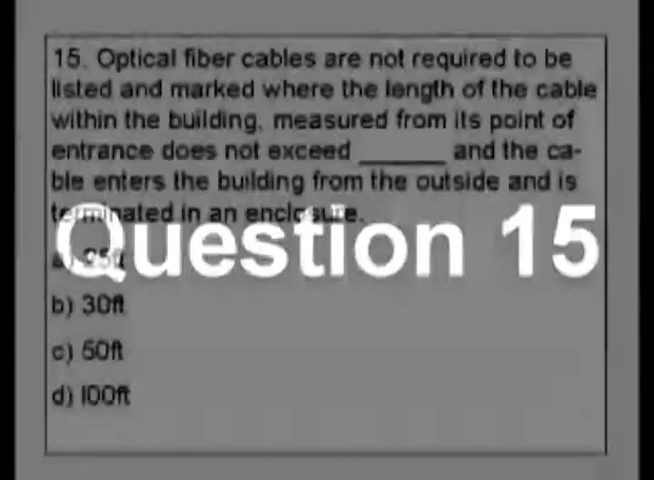 15. Optical fiber cables are not required to be
listed and marked where the length of the cable
within the building, measured from its point of
entrance does not exceed ______ and the ca-
ble enters the building from the outside and is
terminated in an enclosure.
Question 15
a) 25ft
b) 30ft
c) 50ft
d) 100ft